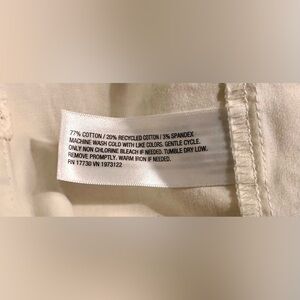 77% COTTON / 20% RECYCLED COTTON / 3% SPANDEX
MACHINE WASH COLD WITH LIKE COLORS. GENTLE CYCLE.
ONLY NON CHLORINE BLEACH IF NEEDED. TUMBLE DRY LOW.
REMOVE PROMPTLY. WARM IRON IF NEEDED.
RN 17730 VN 1973122